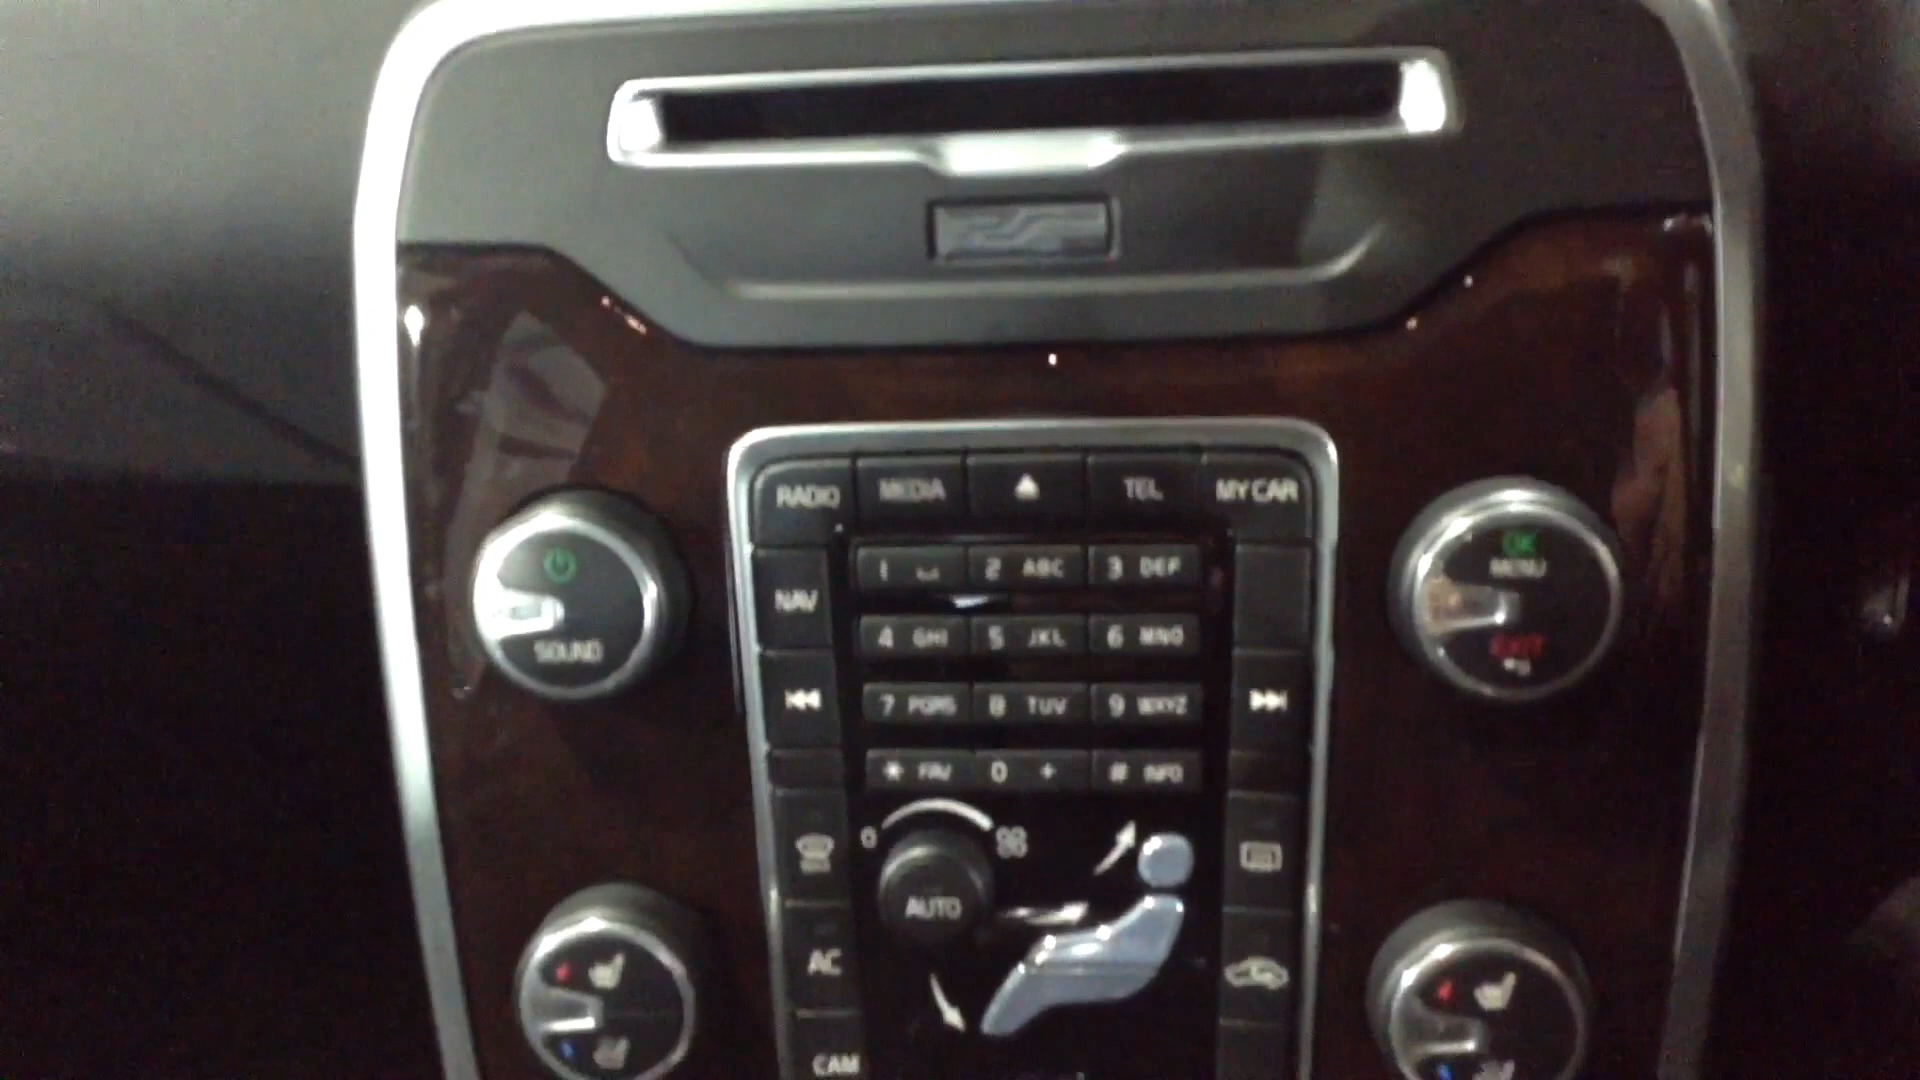 RADIO MEDIA TEL MY CAR
1 2 ABC 3 DEF
NAV
4 GHI 5 JKL 6 MNO
7 PQRS 8 TUV 9 WXYZ
* FAV 0 + # INFO
SOUND
OK
MENU
EXIT
0
AUTO
AC
CAM